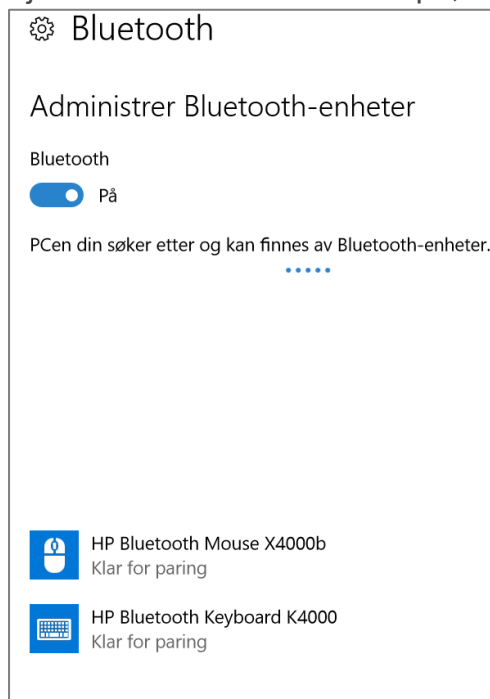 Bluetooth
Administrer Bluetooth-enheter
Bluetooth
På
PCen din søker etter og kan finnes av Bluetooth-enheter.
HP Bluetooth Mouse X4000b
Klar for paring
HP Bluetooth Keyboard K4000
Klar for paring